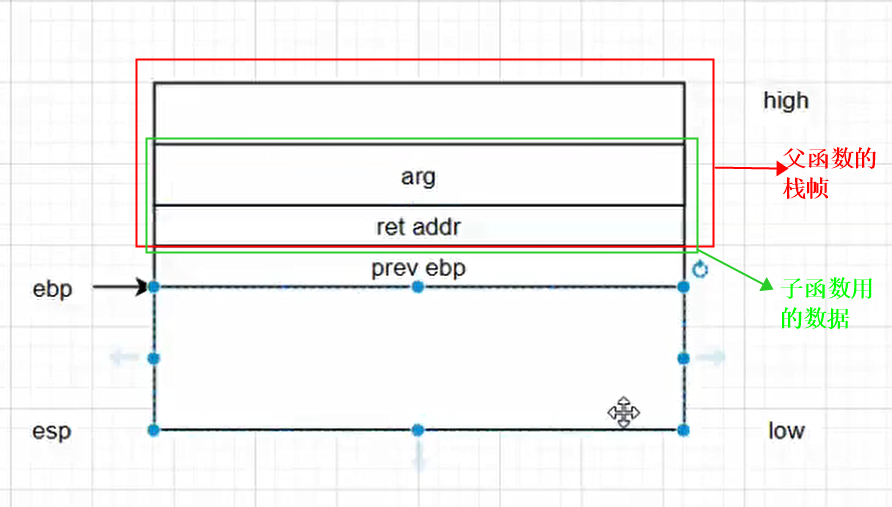 high
父函数的
栈帧
arg
ret addr
prev ebp
ebp
子函数用
的数据
esp
low